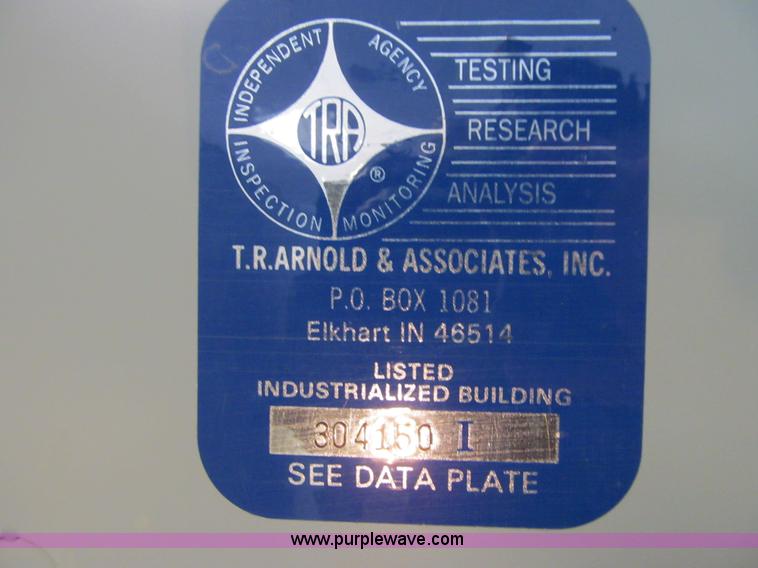 INDEPENDENT AGENCY
INSPECTION MONITORING
TRA
®
TESTING
RESEARCH
ANALYSIS
T.R.ARNOLD & ASSOCIATES, INC.
P.O. BOX 1081
Elkhart IN 46514
LISTED
INDUSTRIALIZED BUILDING
304150 I
SEE DATA PLATE
www.purplewave.com